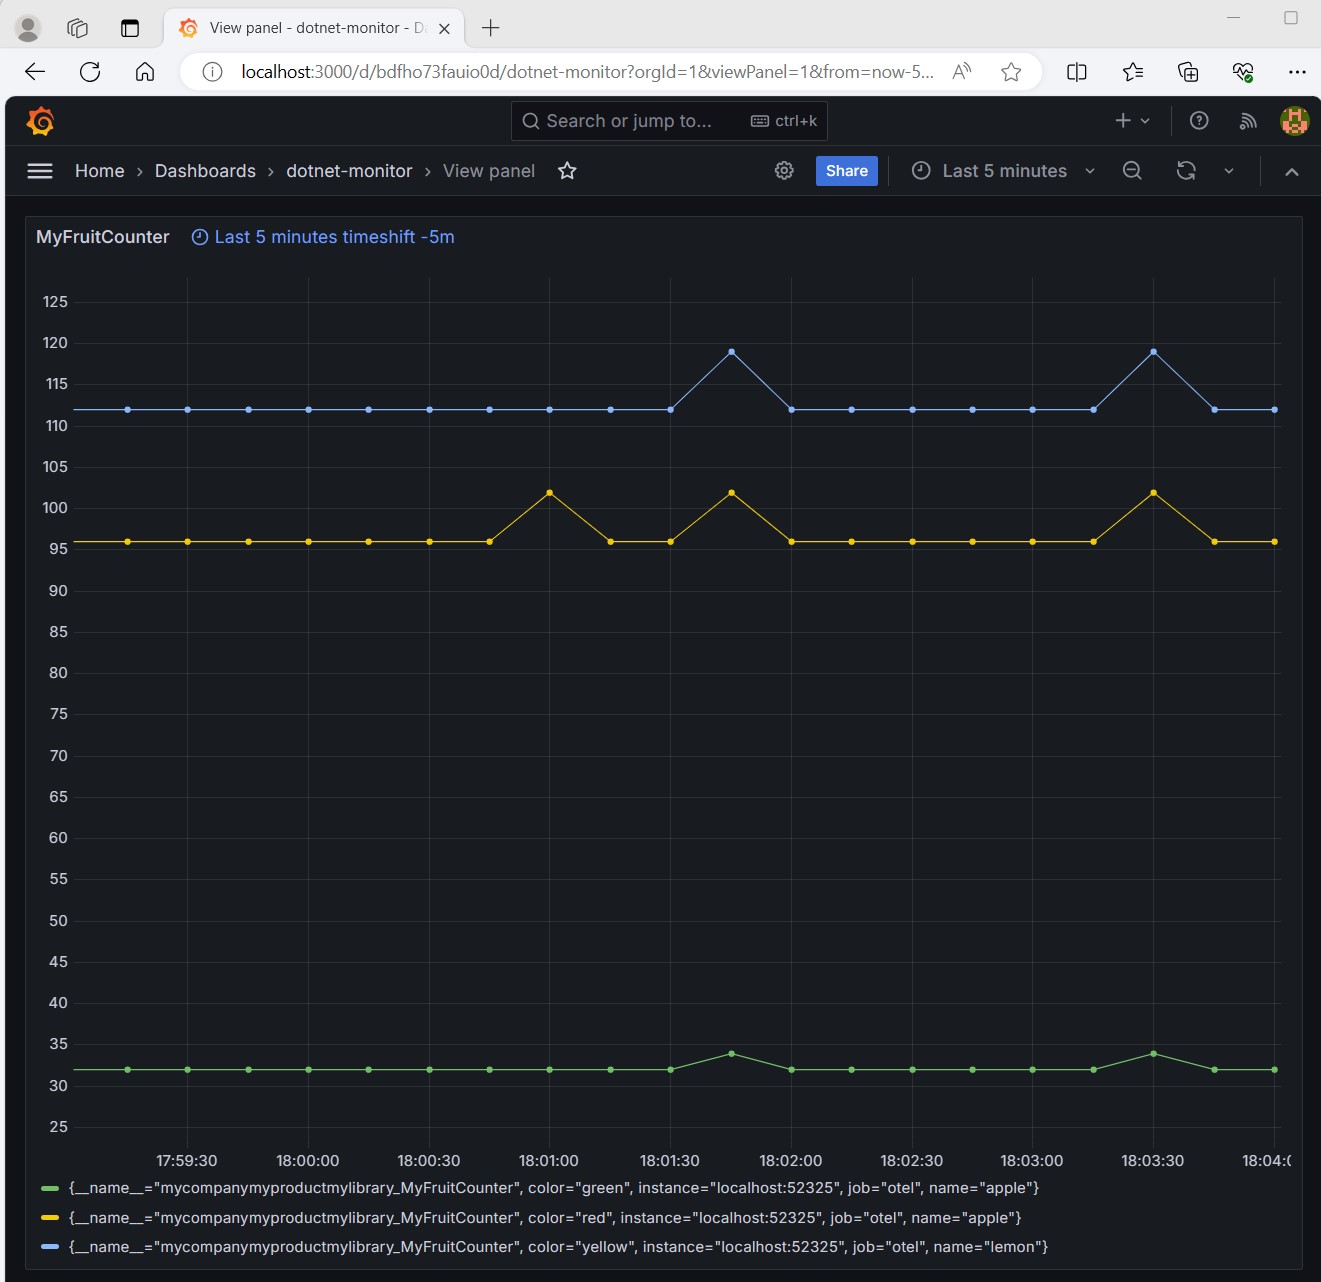 View panel - dotnet-monitor - D
localhost:3000/d/bdfho73fauio0d/dotnet-monitor?orgId=1&viewPanel=1&from=now-5...
Search or jump to... ctrl+k
Home › Dashboards › dotnet-monitor › View panel Share Last 5 minutes
MyFruitCounter Last 5 minutes timeshift -5m
125
120
115
110
105
100
95
90
85
80
75
70
65
60
55
50
45
40
35
30
25
17:59:30 18:00:00 18:00:30 18:01:00 18:01:30 18:02:00 18:02:30 18:03:00 18:03:30 18:04:0
{__name__="mycompanymyproductmylibrary_MyFruitCounter", color="green", instance="localhost:52325", job="otel", name="apple"}
{__name__="mycompanymyproductmylibrary_MyFruitCounter", color="red", instance="localhost:52325", job="otel", name="apple"}
{__name__="mycompanymyproductmylibrary_MyFruitCounter", color="yellow", instance="localhost:52325", job="otel", name="lemon"}